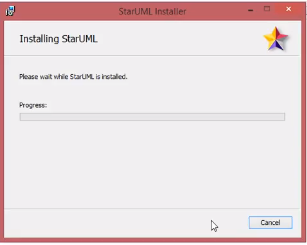 StarUML Installer
Installing StarUML
Please wait while StarUML is installed.
Progress:
Cancel